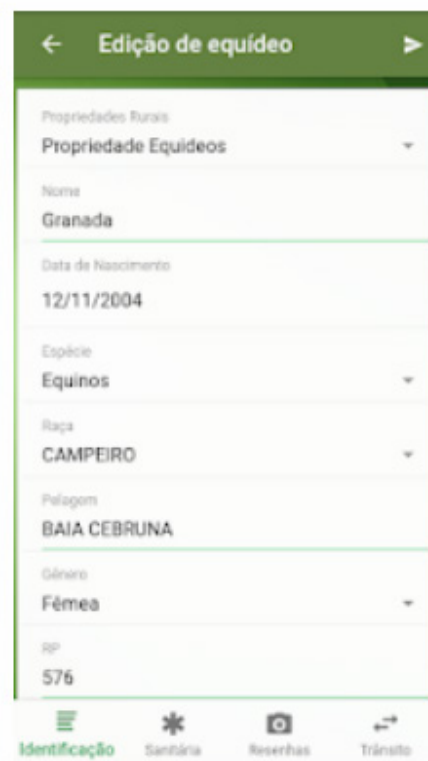 Edição de equídeo
Propriedades Rurais
Propriedade Equideos
Nome
Granada
Data de Nascimento
12/11/2004
Espécie
Equinos
Raça
CAMPEIRO
Pelagem
BAIA CEBRUNA
Gênero
Fêmea
RP
576
Identificação Sanitária Resenhas Trânsito